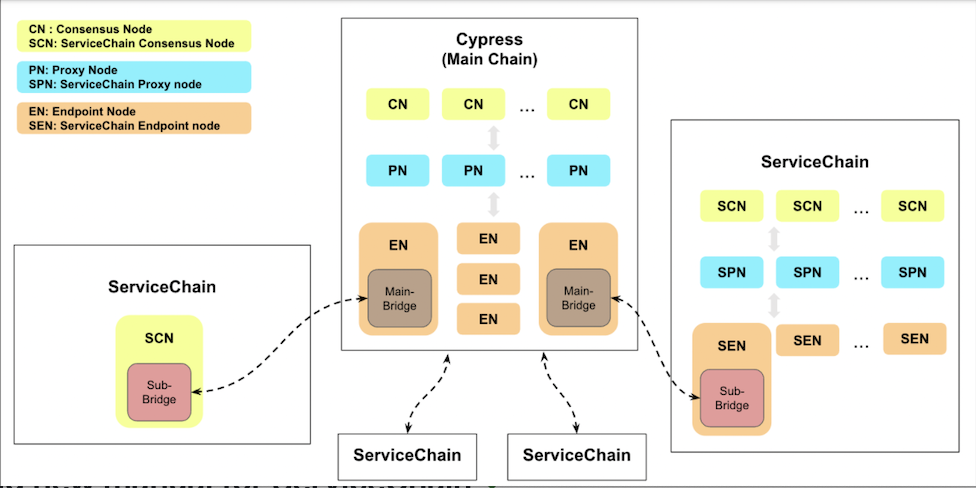 CN : Consensus Node
SCN: ServiceChain Consensus Node
PN: Proxy Node
SPN: ServiceChain Proxy node
EN: Endpoint Node
SEN: ServiceChain Endpoint node
Cypress
(Main Chain)
CN CN ... CN
PN PN ... PN
EN EN EN
EN
EN
Main-
Bridge
Main-
Bridge
ServiceChain
SCN
Sub-
Bridge
ServiceChain
SCN SCN ... SCN
SPN SPN ... SPN
SEN SEN ... SEN
Sub-
Bridge
ServiceChain
ServiceChain